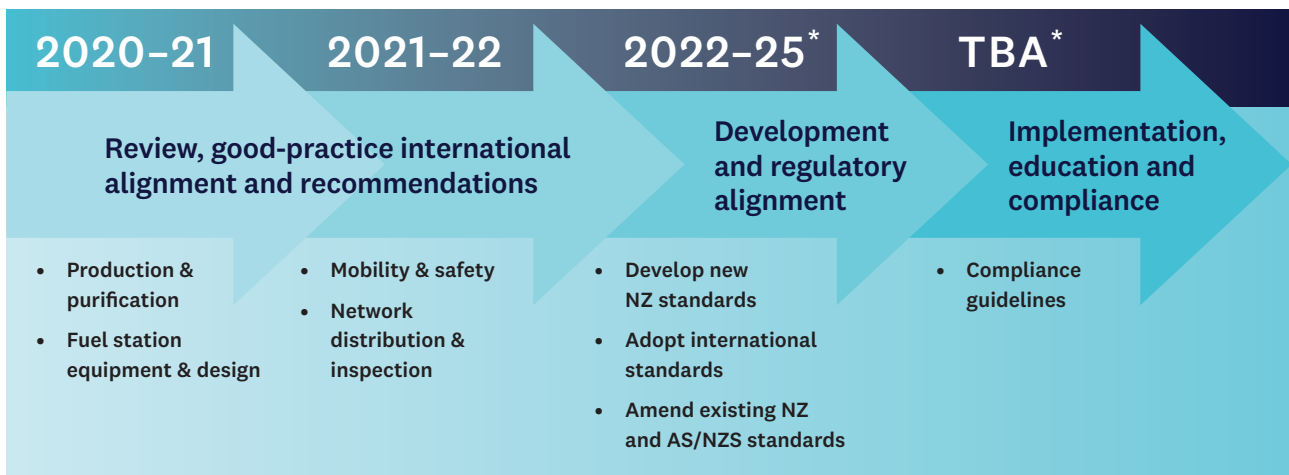 2020–21
2021–22
2022–25*
TBA*
Review, good-practice international
alignment and recommendations
Development
and regulatory
alignment
Implementation,
education and
compliance
• Production &
purification
• Fuel station
equipment & design
• Mobility & safety
• Network
distribution &
inspection
• Develop new
NZ standards
• Adopt international
standards
• Amend existing NZ
and AS/NZS standards
• Compliance
guidelines